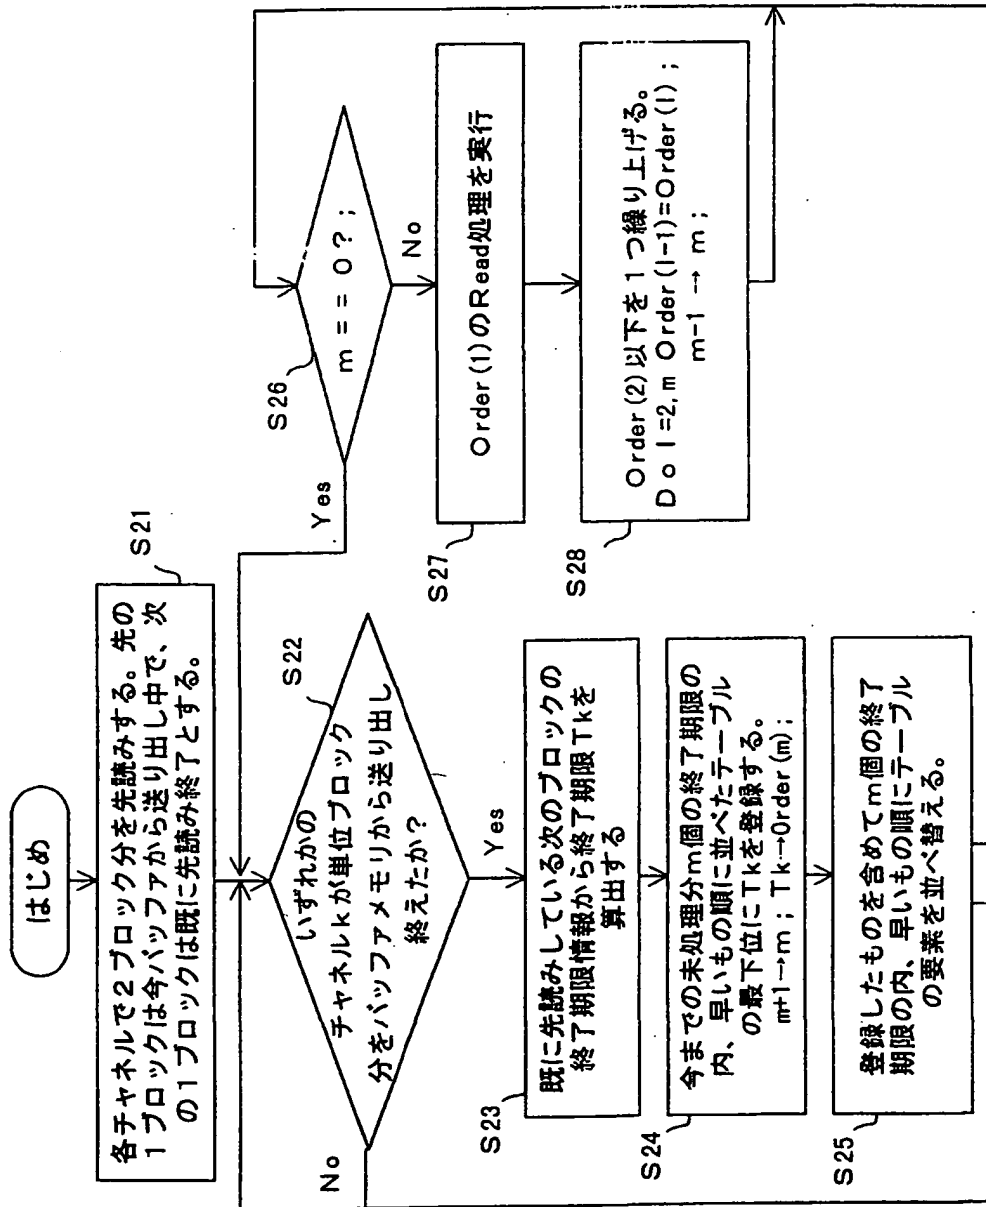 はじめ
S21
各チャネルで2ブロック分を先読みする。先の
1ブロックは今バッファから送り出し中で、次
の1ブロックは既に先読み終了とする。
S22
いずれかの
チャネルkが単位ブロック
分をバッファメモリから送り出し
終えたか?
No
Yes
S23
既に先読みしている次のブロックの
終了期限情報から終了期限Tkを
算出する
S24
今までの未処理分m個の終了期限の
内、早いもの順に並べたテーブル
の最下位にTkを登録する。
m+1→m;Tk→Order(m);
S25
登録したものを含めてm個の終了
期限の内、早いもの順にテーブル
の要素を並べ替える。
S26
m==0?;
Yes
No
S27
Order(1)のRead処理を実行
S28
Order(2)以下を1つ繰り上げる。
Do l=2,m Order(l-1)=Order(l);
m-1→m;